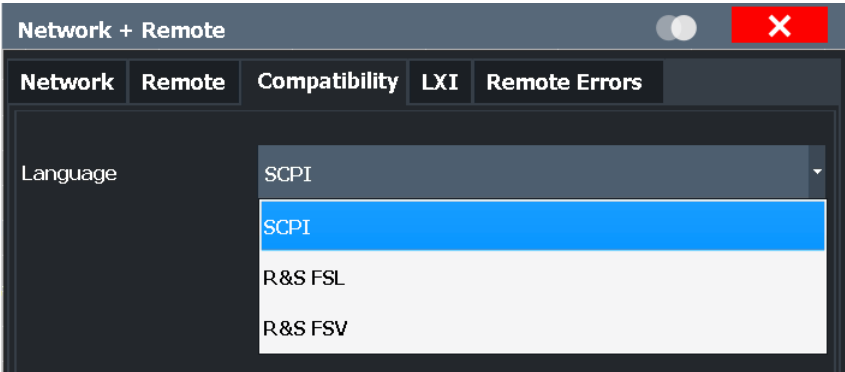 Network + Remote
Network Remote Compatibility LXI Remote Errors
Language SCPI
SCPI
R&S FSL
R&S FSV